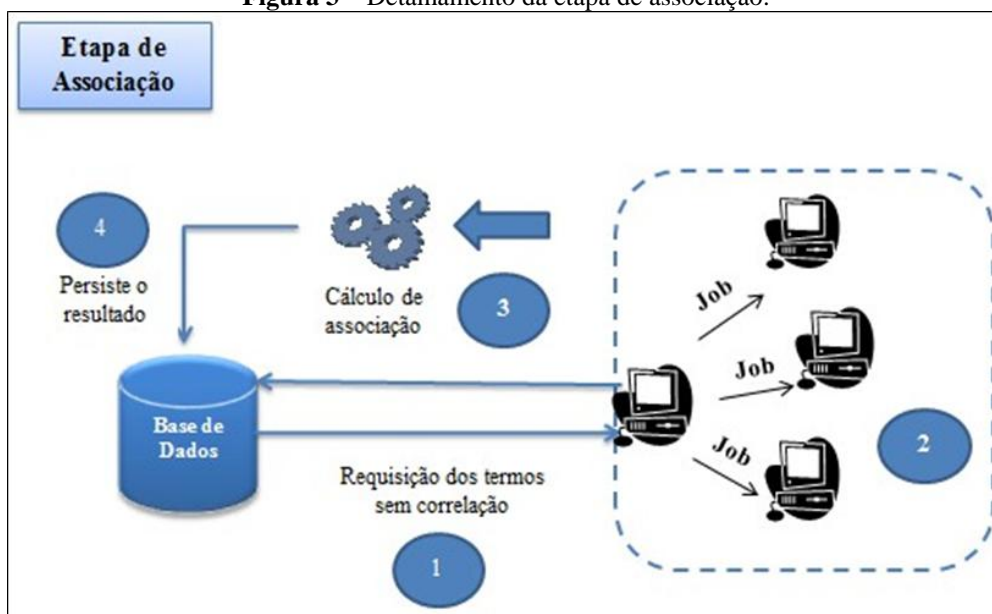 Figura 3 – Detalhamento da etapa de associação.
Etapa de
Associação
4
Persiste o
resultado
Cálculo de
associação
3
Job
Job
Job
2
Base de
Dados
Requisição dos termos
sem correlação
1